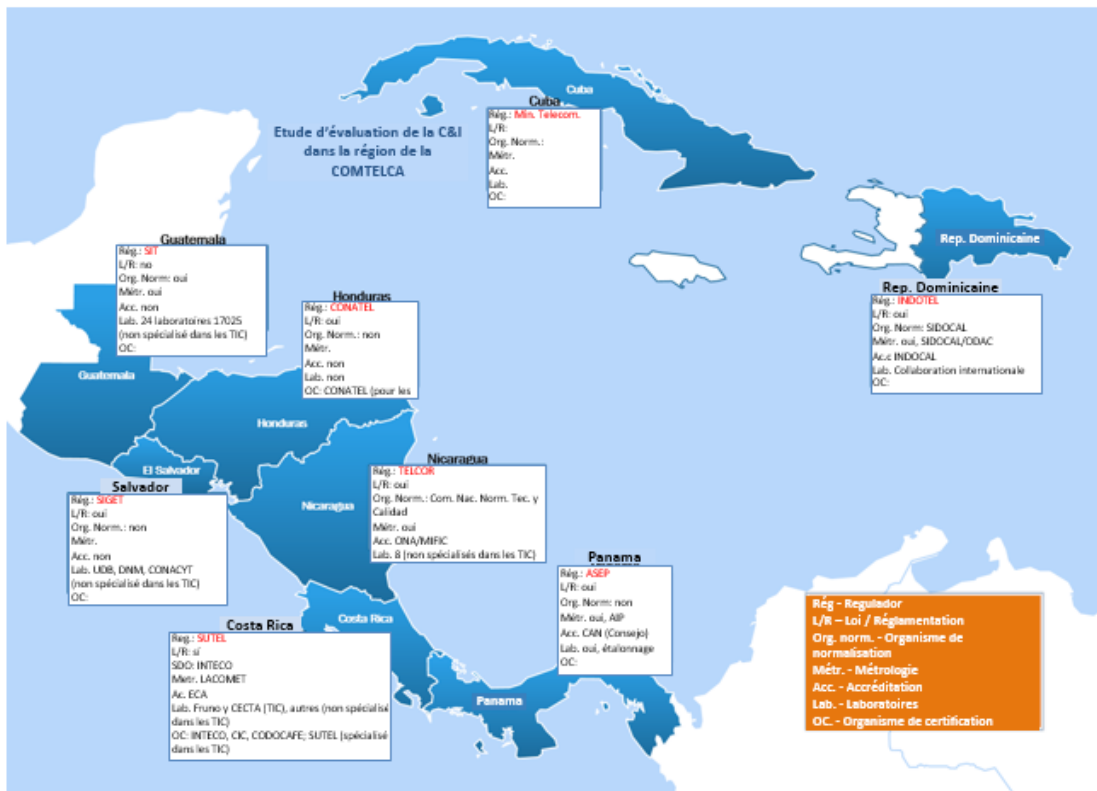 Cuba
Cuba
Rég.: Min. Telecom.
L/R:
Org. Norm.:
Métr.
Acc.
Lab.
OC:
Etude d'évaluation de la C&I
dans la région de la
COMTELCA
Rep. Dominicaine
Rep. Dominicaine
Rég.: INDOTEL
L/R: oui
Org. Norm: SIDOCAL
Métr. oui, SIDOCAL/ODAC
Ac.c INDOCAL
Lab. Collaboration internationale
OC:
Guatemala
Rég.: SIT
L/R: no
Org. Norm: oui
Métr. oui
Acc. non
Lab. 24 laboratoires 17025
(non spécialisé dans les TIC)
OC:
Guatemala
Honduras
Rég.: CONATEL
L/R: oui
Org. Norm.: non
Métr.
Acc. non
Lab. non
OC: CONATEL (pour les
Honduras
El Salvador
Salvador
Rég.: SIGET
L/R: oui
Org. Norm.: non
Métr.
Acc. non
Lab. UDB, DNM, CONACYT
(non spécialisé dans les TIC)
OC:
Nicaragua
Rég.: TELCOR
L/R: oui
Org. Norm.: Com. Nac. Norm. Tec. y
Calidad
Métr. oui
Acc. ONA/MIFIC
Lab. 8 (non spécialisés dans les TIC)
Nicaragua
Costa Rica
Costa Rica
Reg.: SUTEL
L/R: sí
SDO: INTECO
Metr. LACOMET
Ac. ECA
Lab. Fruno y CECTA (TIC), autres (non spécialisé
dans les TIC)
OC: INTECO, CIC, CODOCAFE; SUTEL (spécialisé
dans les TIC)
Panama
Rég.: ASEP
L/R: oui
Org. Norm: non
Métr. oui, AIP
Acc. CAN (Consejo)
Lab. oui, étalonnage
OC:
Panama
Rég - Regulador
L/R – Loi / Réglamentation
Org. norm. - Organisme de
normalisation
Métr. - Métrologie
Acc. - Accréditation
Lab. - Laboratoires
OC. - Organisme de certification